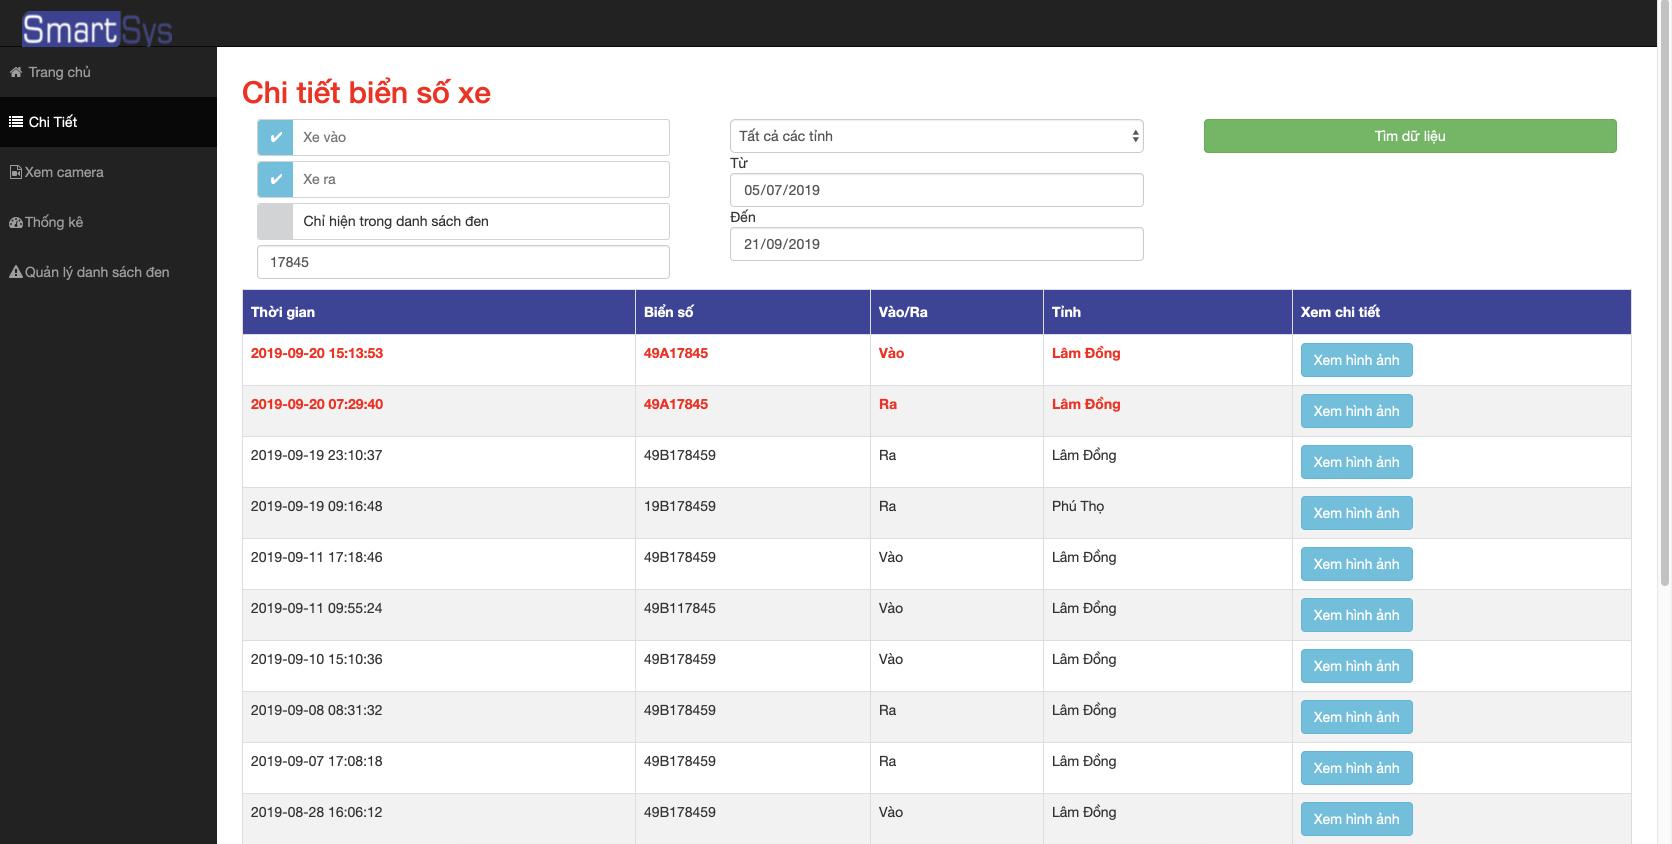 SmartSys
Trang chủ
Chi Tiết
Xem camera
Thống kê
Quản lý danh sách đen
Chi tiết biển số xe
Xe vào
Xe ra
Chỉ hiện trong danh sách đen
17845
Tất cả các tỉnh
Từ
05/07/2019
Đến
21/09/2019
Tìm dữ liệu
Thời gian Biển số Vào/Ra Tỉnh Xem chi tiết
2019-09-20 15:13:53 49A17845 Vào Lâm Đồng Xem hình ảnh
2019-09-20 07:29:40 49A17845 Ra Lâm Đồng Xem hình ảnh
2019-09-19 23:10:37 49B178459 Ra Lâm Đồng Xem hình ảnh
2019-09-19 09:16:48 19B178459 Ra Phú Thọ Xem hình ảnh
2019-09-11 17:18:46 49B178459 Vào Lâm Đồng Xem hình ảnh
2019-09-11 09:55:24 49B117845 Vào Lâm Đồng Xem hình ảnh
2019-09-10 15:10:36 49B178459 Vào Lâm Đồng Xem hình ảnh
2019-09-08 08:31:32 49B178459 Ra Lâm Đồng Xem hình ảnh
2019-09-07 17:08:18 49B178459 Ra Lâm Đồng Xem hình ảnh
2019-08-28 16:06:12 49B178459 Vào Lâm Đồng Xem hình ảnh